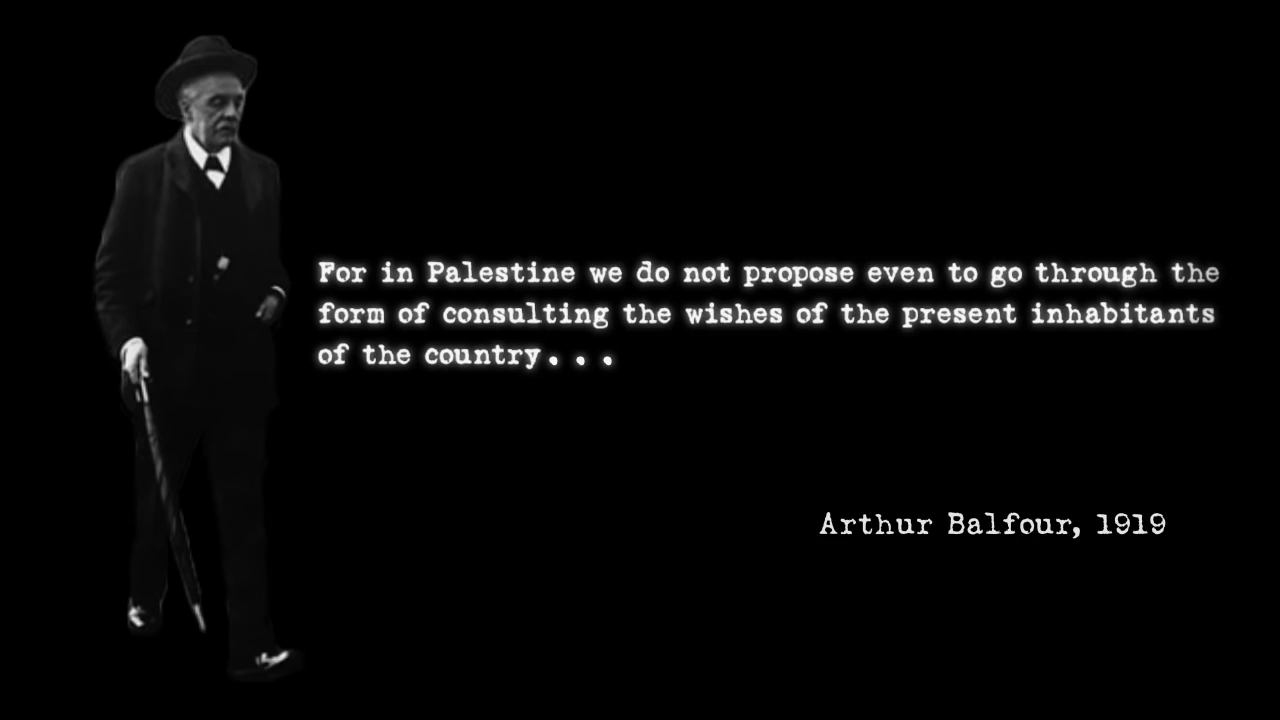 For in Palestine we do not propose even to go through the
form of consulting the wishes of the present inhabitants
of the country...
Arthur Balfour, 1919